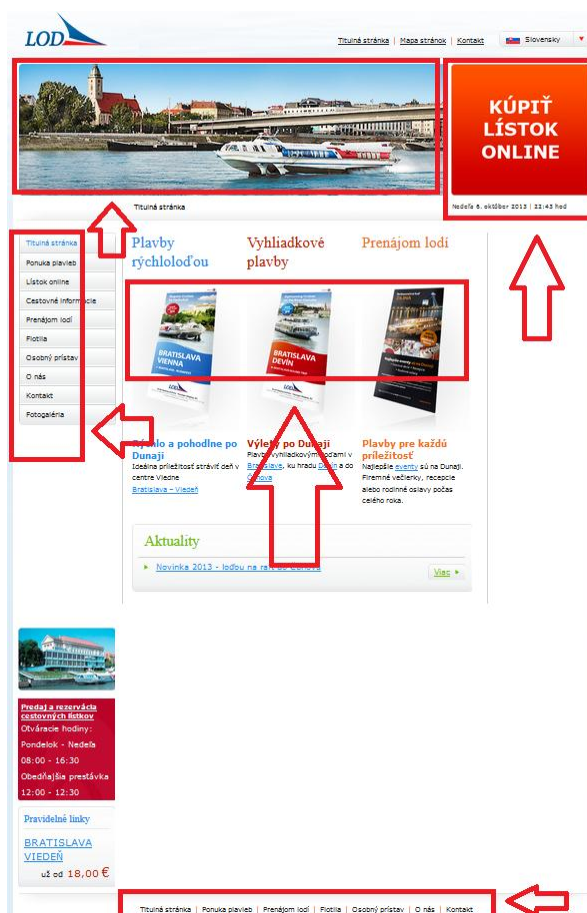 LOD
Titulná stránka | Mapa stránok | Kontakt
Slovensky
KÚPIŤ
LÍSTOK
ONLINE
Nedeľa 6. október 2013 | 22:43 hod
Titulná stránka
Titulná stránka
Ponuka plavieb
Lístok online
Cestovné informácie
Prenájom lodí
Flotila
Osobný prístav
O nás
Kontakt
Fotogaléria
Plavby
rýchloloďou
Vyhliadkové
plavby
Prenájom lodí
BRATISLAVA
VIENNA
LOD
BRATISLAVA
DEVÍN
LOD
Rýchlo a pohodlne po
Dunaji
Ideálna príležitosť stráviť deň v
centre Viedne
Bratislava – Viedeň
Výlety po Dunaji
Plavby vyhliadkovými loďami v
Bratislave, ku hradu Devín a do
Čunova
Plavby pre každú
príležitosť
Najlepšie eventy sú na Dunaji.
Firemné večierky, recepcie
alebo rodinné oslavy počas
celého roka.
Aktuality
Novinka 2013 - loďou na raft do Čunova
Viac
Predaj a rezervácia
cestovných lístkov
Otváracie hodiny:
Pondelok - Nedeľa
08:00 - 16:30
Obedňajšia prestávka
12:00 - 12:30
Pravidelné linky
BRATISLAVA
VIEDEŇ
už od 18,00 €
Titulná stránka | Ponuka plavieb | Prenájom lodí | Flotila | Osobný prístav | O nás | Kontakt